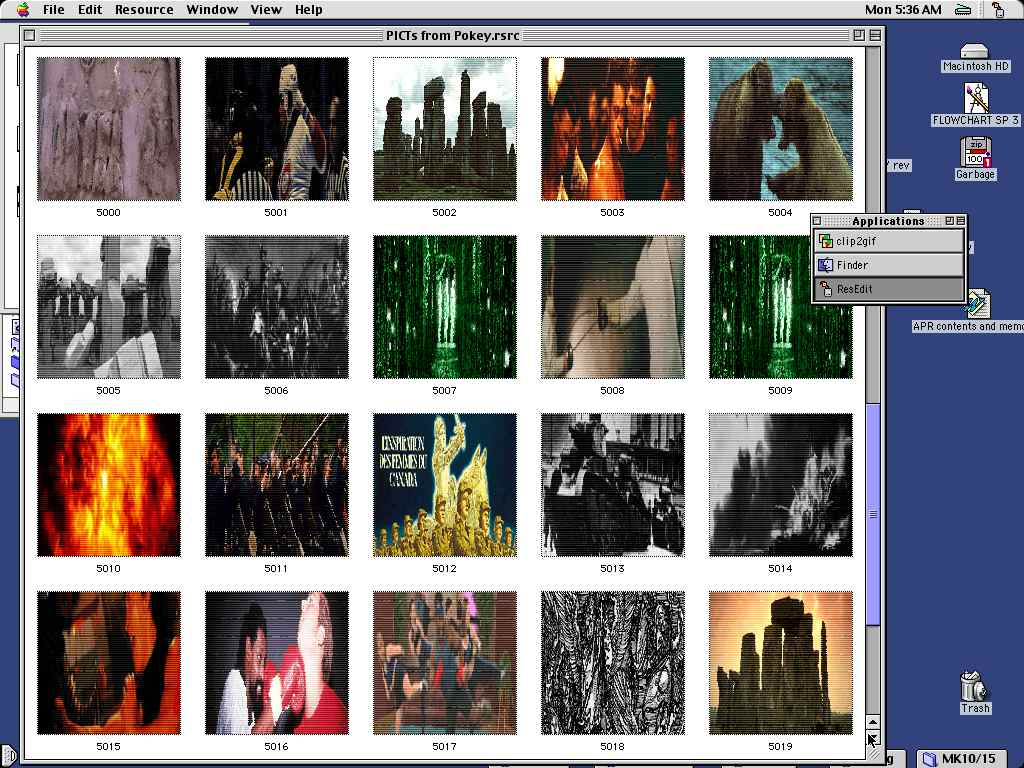 File Edit Resource Window View Help
Mon 5:36 AM
PICTs from Pokey.rsrc
Macintosh HD
FLOWCHART SP 3
zip
100
Garbage
rev
5000 5001 5002 5003 5004
Applications
clip2gif
Finder
ResEdit
APR contents and memo
5005 5006 5007 5008 5009
L'INSPIRATION
DES FEMMES DU
CANADA
5010 5011 5012 5013 5014
5015 5016 5017 5018 5019
Trash
g
MK10/15